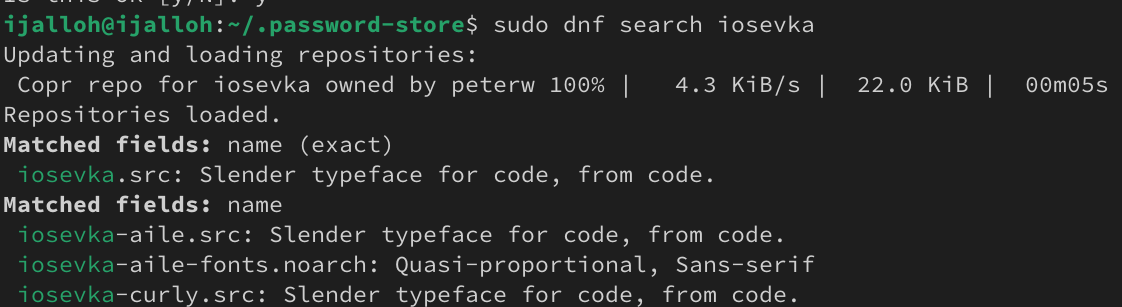 is this ok [y/N]: y
ijalloh@ijalloh:~/.password-store$ sudo dnf search iosevka
Updating and loading repositories:
 Copr repo for iosevka owned by peterw 100% |   4.3 KiB/s |  22.0 KiB |  00m05s
Repositories loaded.
Matched fields: name (exact)
 iosevka.src: Slender typeface for code, from code.
Matched fields: name
 iosevka-aile.src: Slender typeface for code, from code.
 iosevka-aile-fonts.noarch: Quasi-proportional, Sans-serif
 iosevka-curly.src: Slender typeface for code, from code.